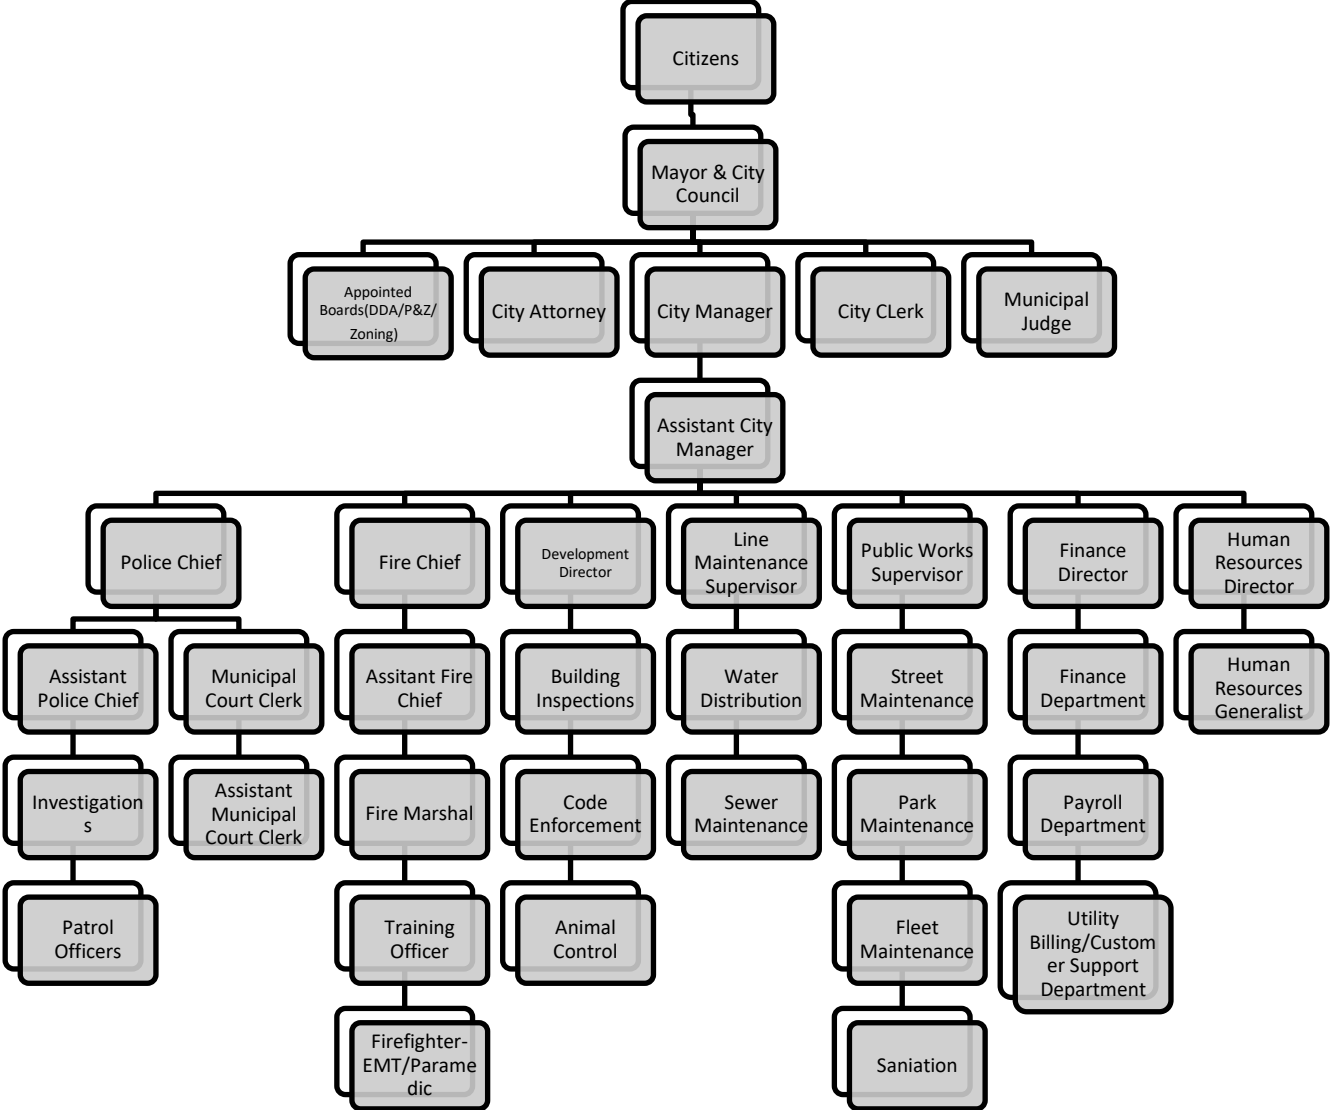 Citizens
Mayor & City
Council
Appointed
Boards(DDA/P&Z/
Zoning)
City Attorney
City Manager
City CLerk
Municipal
Judge
Assistant City
Manager
Police Chief
Fire Chief
Development
Director
Line
Maintenance
Supervisor
Public Works
Supervisor
Finance
Director
Human
Resources
Director
Assistant
Police Chief
Municipal
Court Clerk
Assitant Fire
Chief
Building
Inspections
Water
Distribution
Street
Maintenance
Finance
Department
Human
Resources
Generalist
Investigation
s
Assistant
Municipal
Court Clerk
Fire Marshal
Code
Enforcement
Sewer
Maintenance
Park
Maintenance
Payroll
Department
Patrol
Officers
Training
Officer
Animal
Control
Fleet
Maintenance
Utility
Billing/Custom
er Support
Department
Firefighter-
EMT/Parame
dic
Saniation